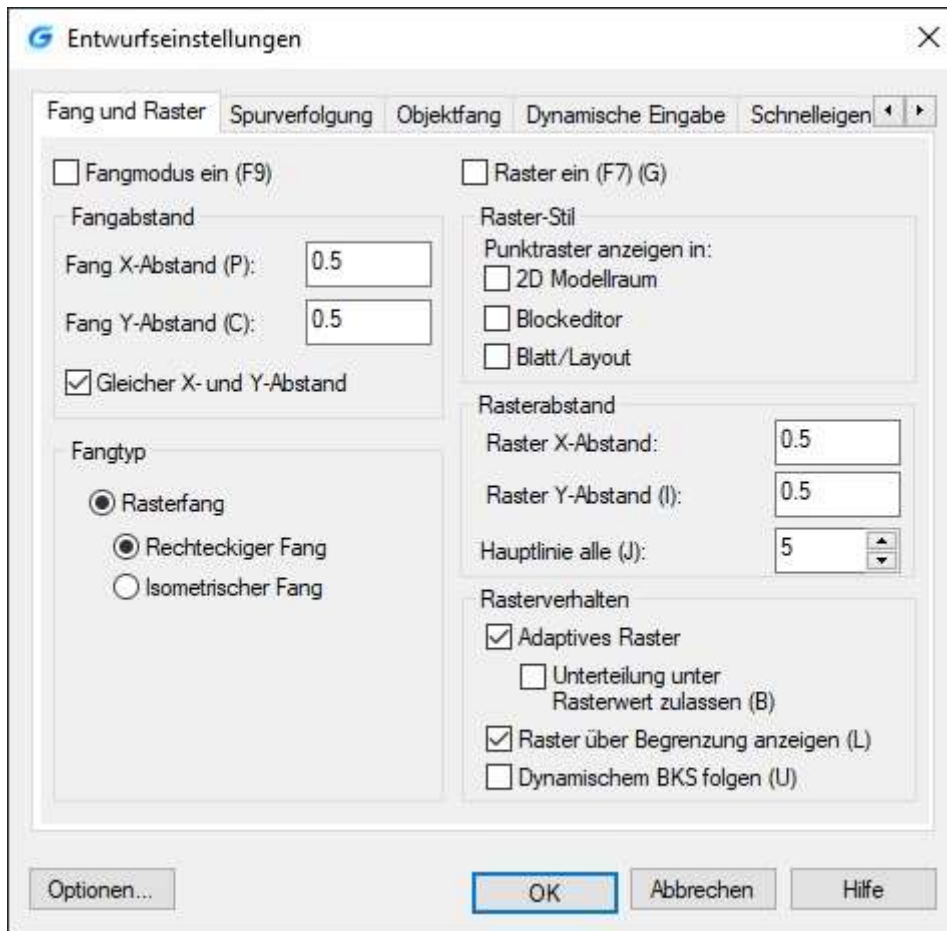 Entwurfseinstellungen
Fang und Raster
Spurverfolgung
Objektfang
Dynamische Eingabe
Schnelleigen
Fangmodus ein (F9)
Fangabstand
Fang X-Abstand (P):
0.5
Fang Y-Abstand (C):
0.5
Gleicher X- und Y-Abstand
Fangtyp
Rasterfang
Rechteckiger Fang
Isometrischer Fang
Raster ein (F7) (G)
Raster-Stil
Punktraster anzeigen in:
2D Modellraum
Blockeditor
Blatt/Layout
Rasterabstand
Raster X-Abstand:
0.5
Raster Y-Abstand (I):
0.5
Hauptlinie alle (J):
5
Rasterverhalten
Adaptives Raster
Unterteilung unter
Rasterwert zulassen (B)
Raster über Begrenzung anzeigen (L)
Dynamischem BKS folgen (U)
Optionen...
OK
Abbrechen
Hilfe